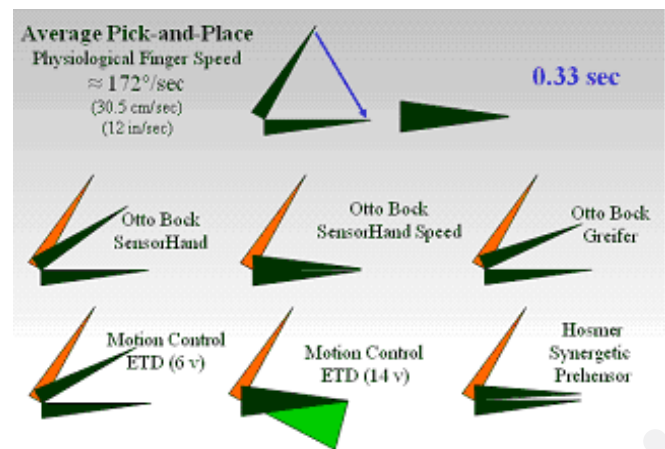 Average Pick-and-Place
Physiological Finger Speed
≈ 172°/sec
(30.5 cm/sec)
(12 in/sec)
0.33 sec
Otto Bock
SensorHand
Otto Bock
SensorHand Speed
Otto Bock
Greifer
Motion Control
ETD (6 v)
Motion Control
ETD (14 v)
Hosmer
Synergetic
Prehensor